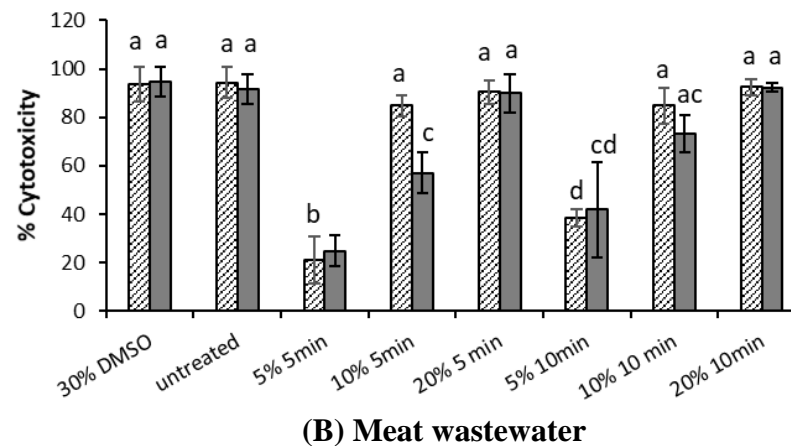 120
100
80
60
40
20
0
% Cytotoxicity
a a a a b a c a a d cd a ac a a
30% DMSO
untreated
5% 5min
10% 5min
20% 5 min
5% 10min
10% 10 min
20% 10min
(B) Meat wastewater